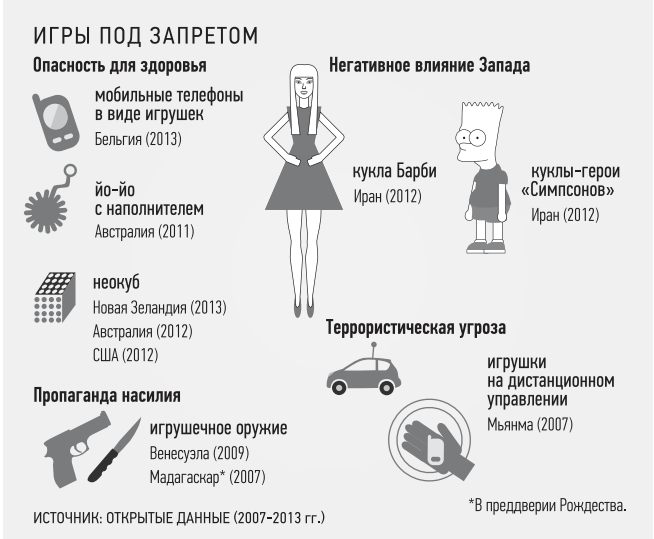 ИГРЫ ПОД ЗАПРЕТОМ
Опасность для здоровья
мобильные телефоны
в виде игрушек
Бельгия (2013)
йо-йо
с наполнителем
Австралия (2011)
неокуб
Новая Зеландия (2013)
Австралия (2012)
США (2012)
Пропаганда насилия
игрушечное оружие
Венесуэла (2009)
Мадагаскар* (2007)
Негативное влияние Запада
кукла Барби
Иран (2012)
куклы-герои
«Симпсонов»
Иран (2012)
Террористическая угроза
игрушки
на дистанционном
управлении
Мьянма (2007)
*В преддверии Рождества.
ИСТОЧНИК: ОТКРЫТЫЕ ДАННЫЕ (2007-2013 гг.)